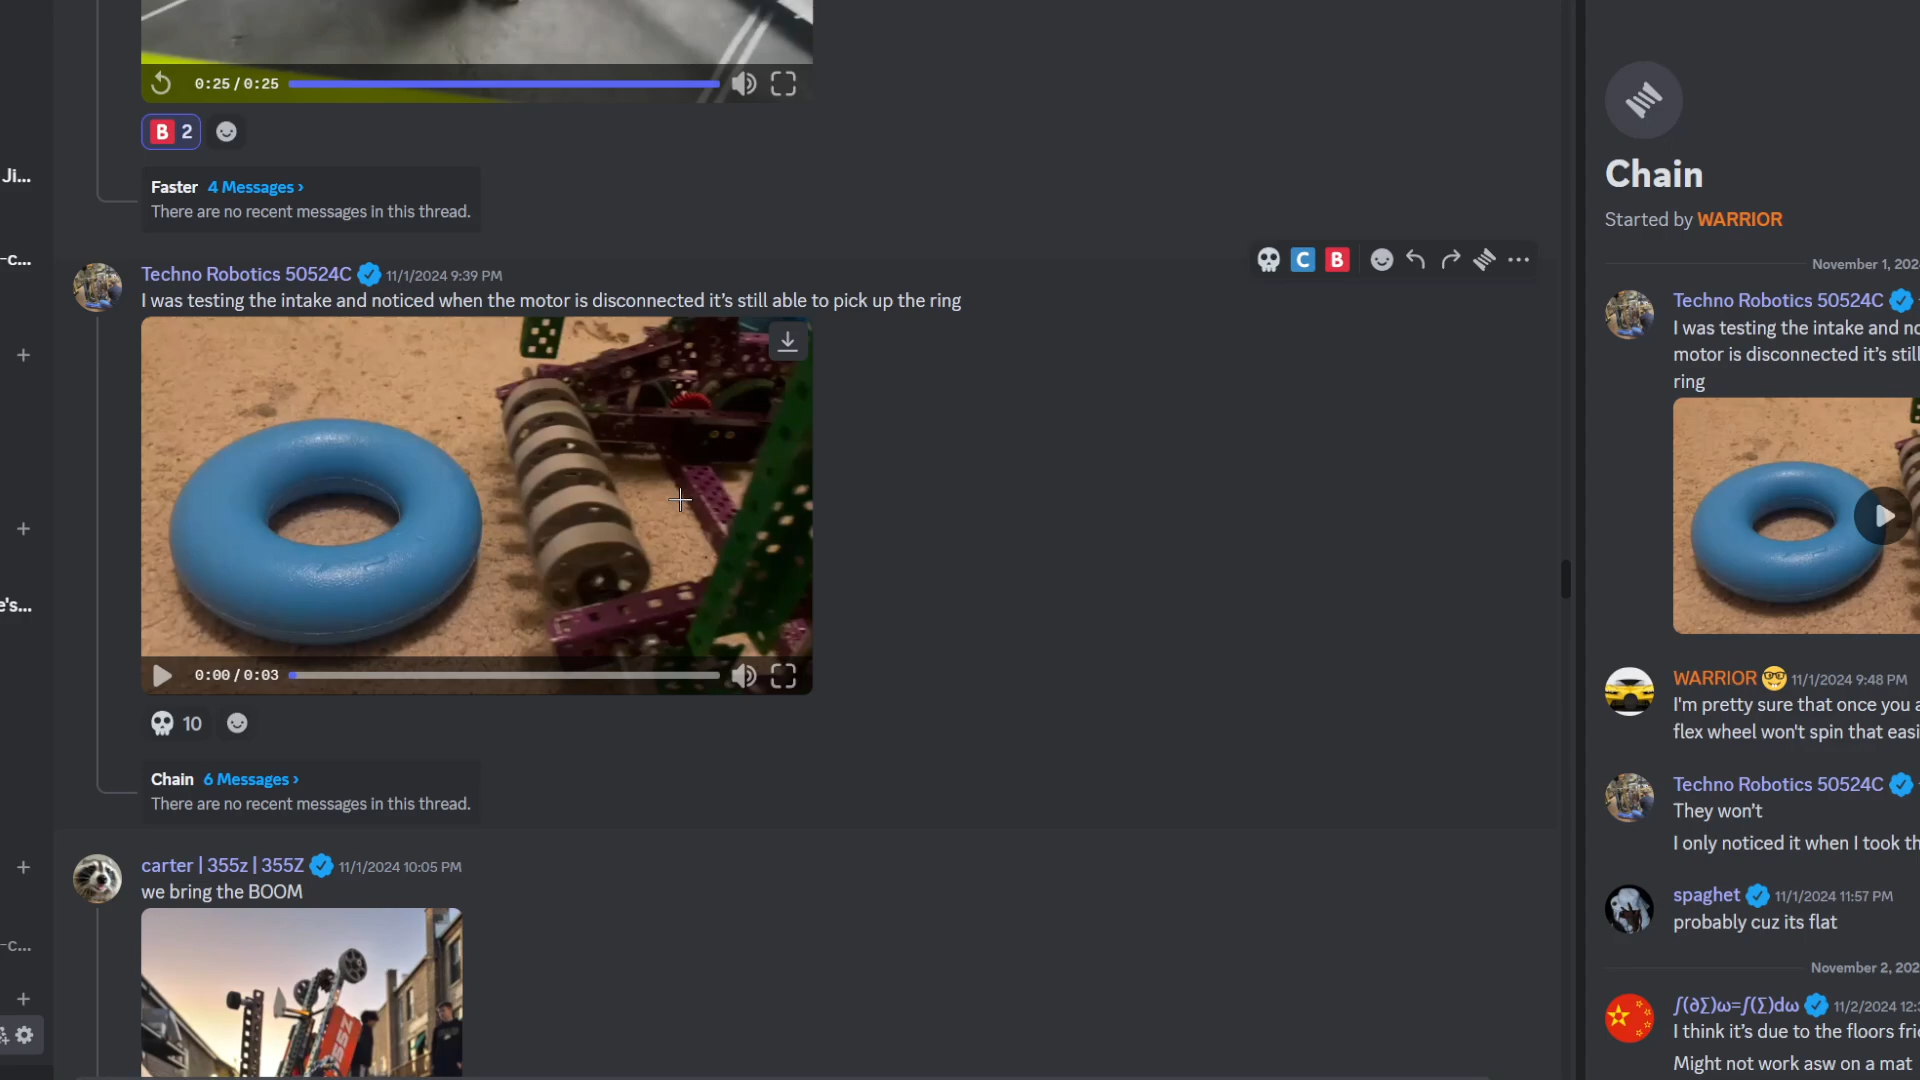 0:25 / 0:25
B 2
Faster 4 Messages ›
There are no recent messages in this thread.
Ji...
-c...
e's...
-c...
Techno Robotics 50524C 11/1/2024 9:39 PM
C B
I was testing the intake and noticed when the motor is disconnected it's still able to pick up the ring
0:00 / 0:03
10
Chain 6 Messages ›
There are no recent messages in this thread.
carter | 355z | 355Z 11/1/2024 10:05 PM
we bring the BOOM
355Z
Chain
Started by WARRIOR
November 1, 202
Techno Robotics 50524C
I was testing the intake and no
motor is disconnected it's still
ring
WARRIOR 11/1/2024 9:48 PM
I'm pretty sure that once you a
flex wheel won't spin that easi
Techno Robotics 50524C
They won't
I only noticed it when I took th
spaghet 11/1/2024 11:57 PM
probably cuz its flat
November 2, 202
∫(∂∑)ω=∫(∑)dω 11/2/2024 12:
I think it's due to the floors fri
Might not work asw on a mat